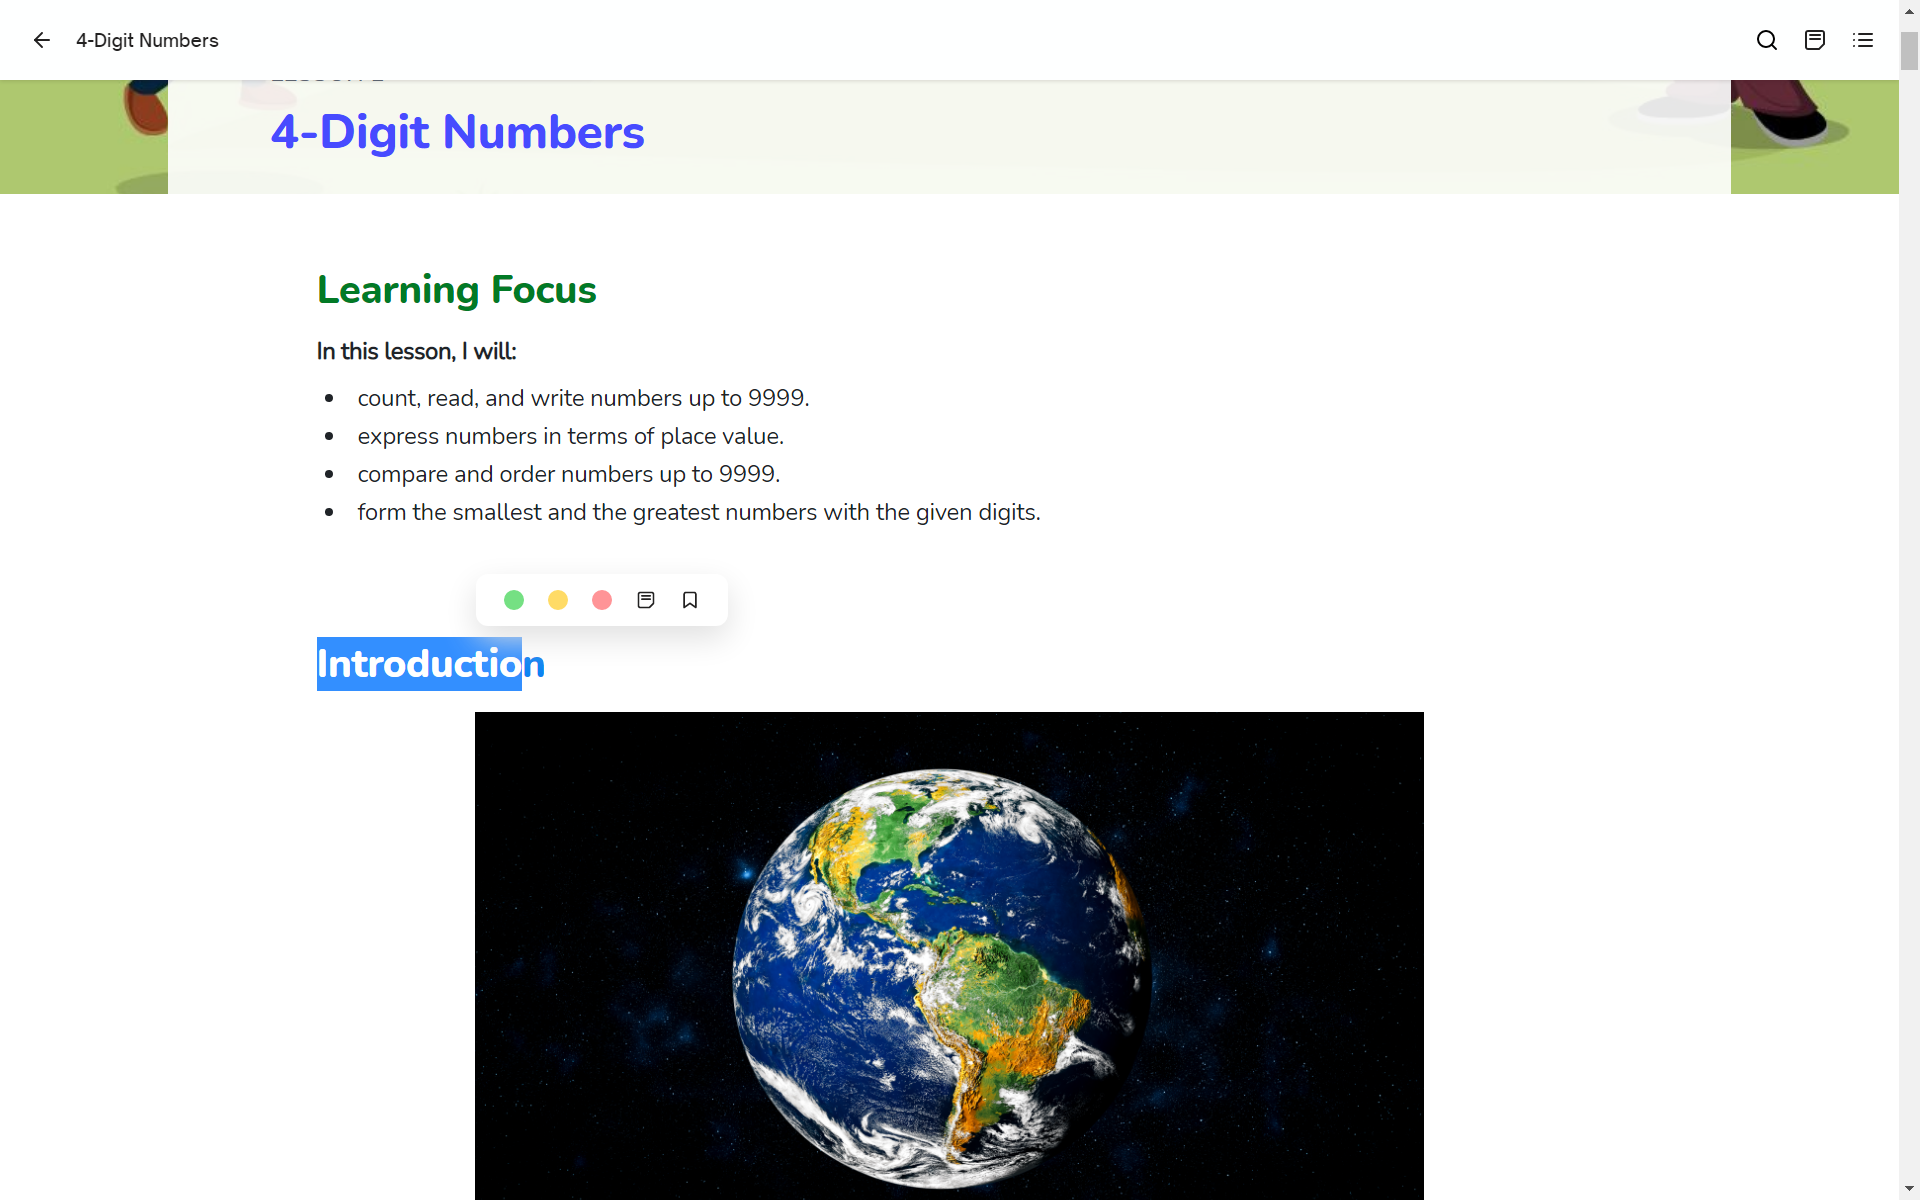 4-Digit Numbers
4-Digit Numbers
Learning Focus
In this lesson, I will:
count, read, and write numbers up to 9999.
express numbers in terms of place value.
compare and order numbers up to 9999.
form the smallest and the greatest numbers with the given digits.
Introduction